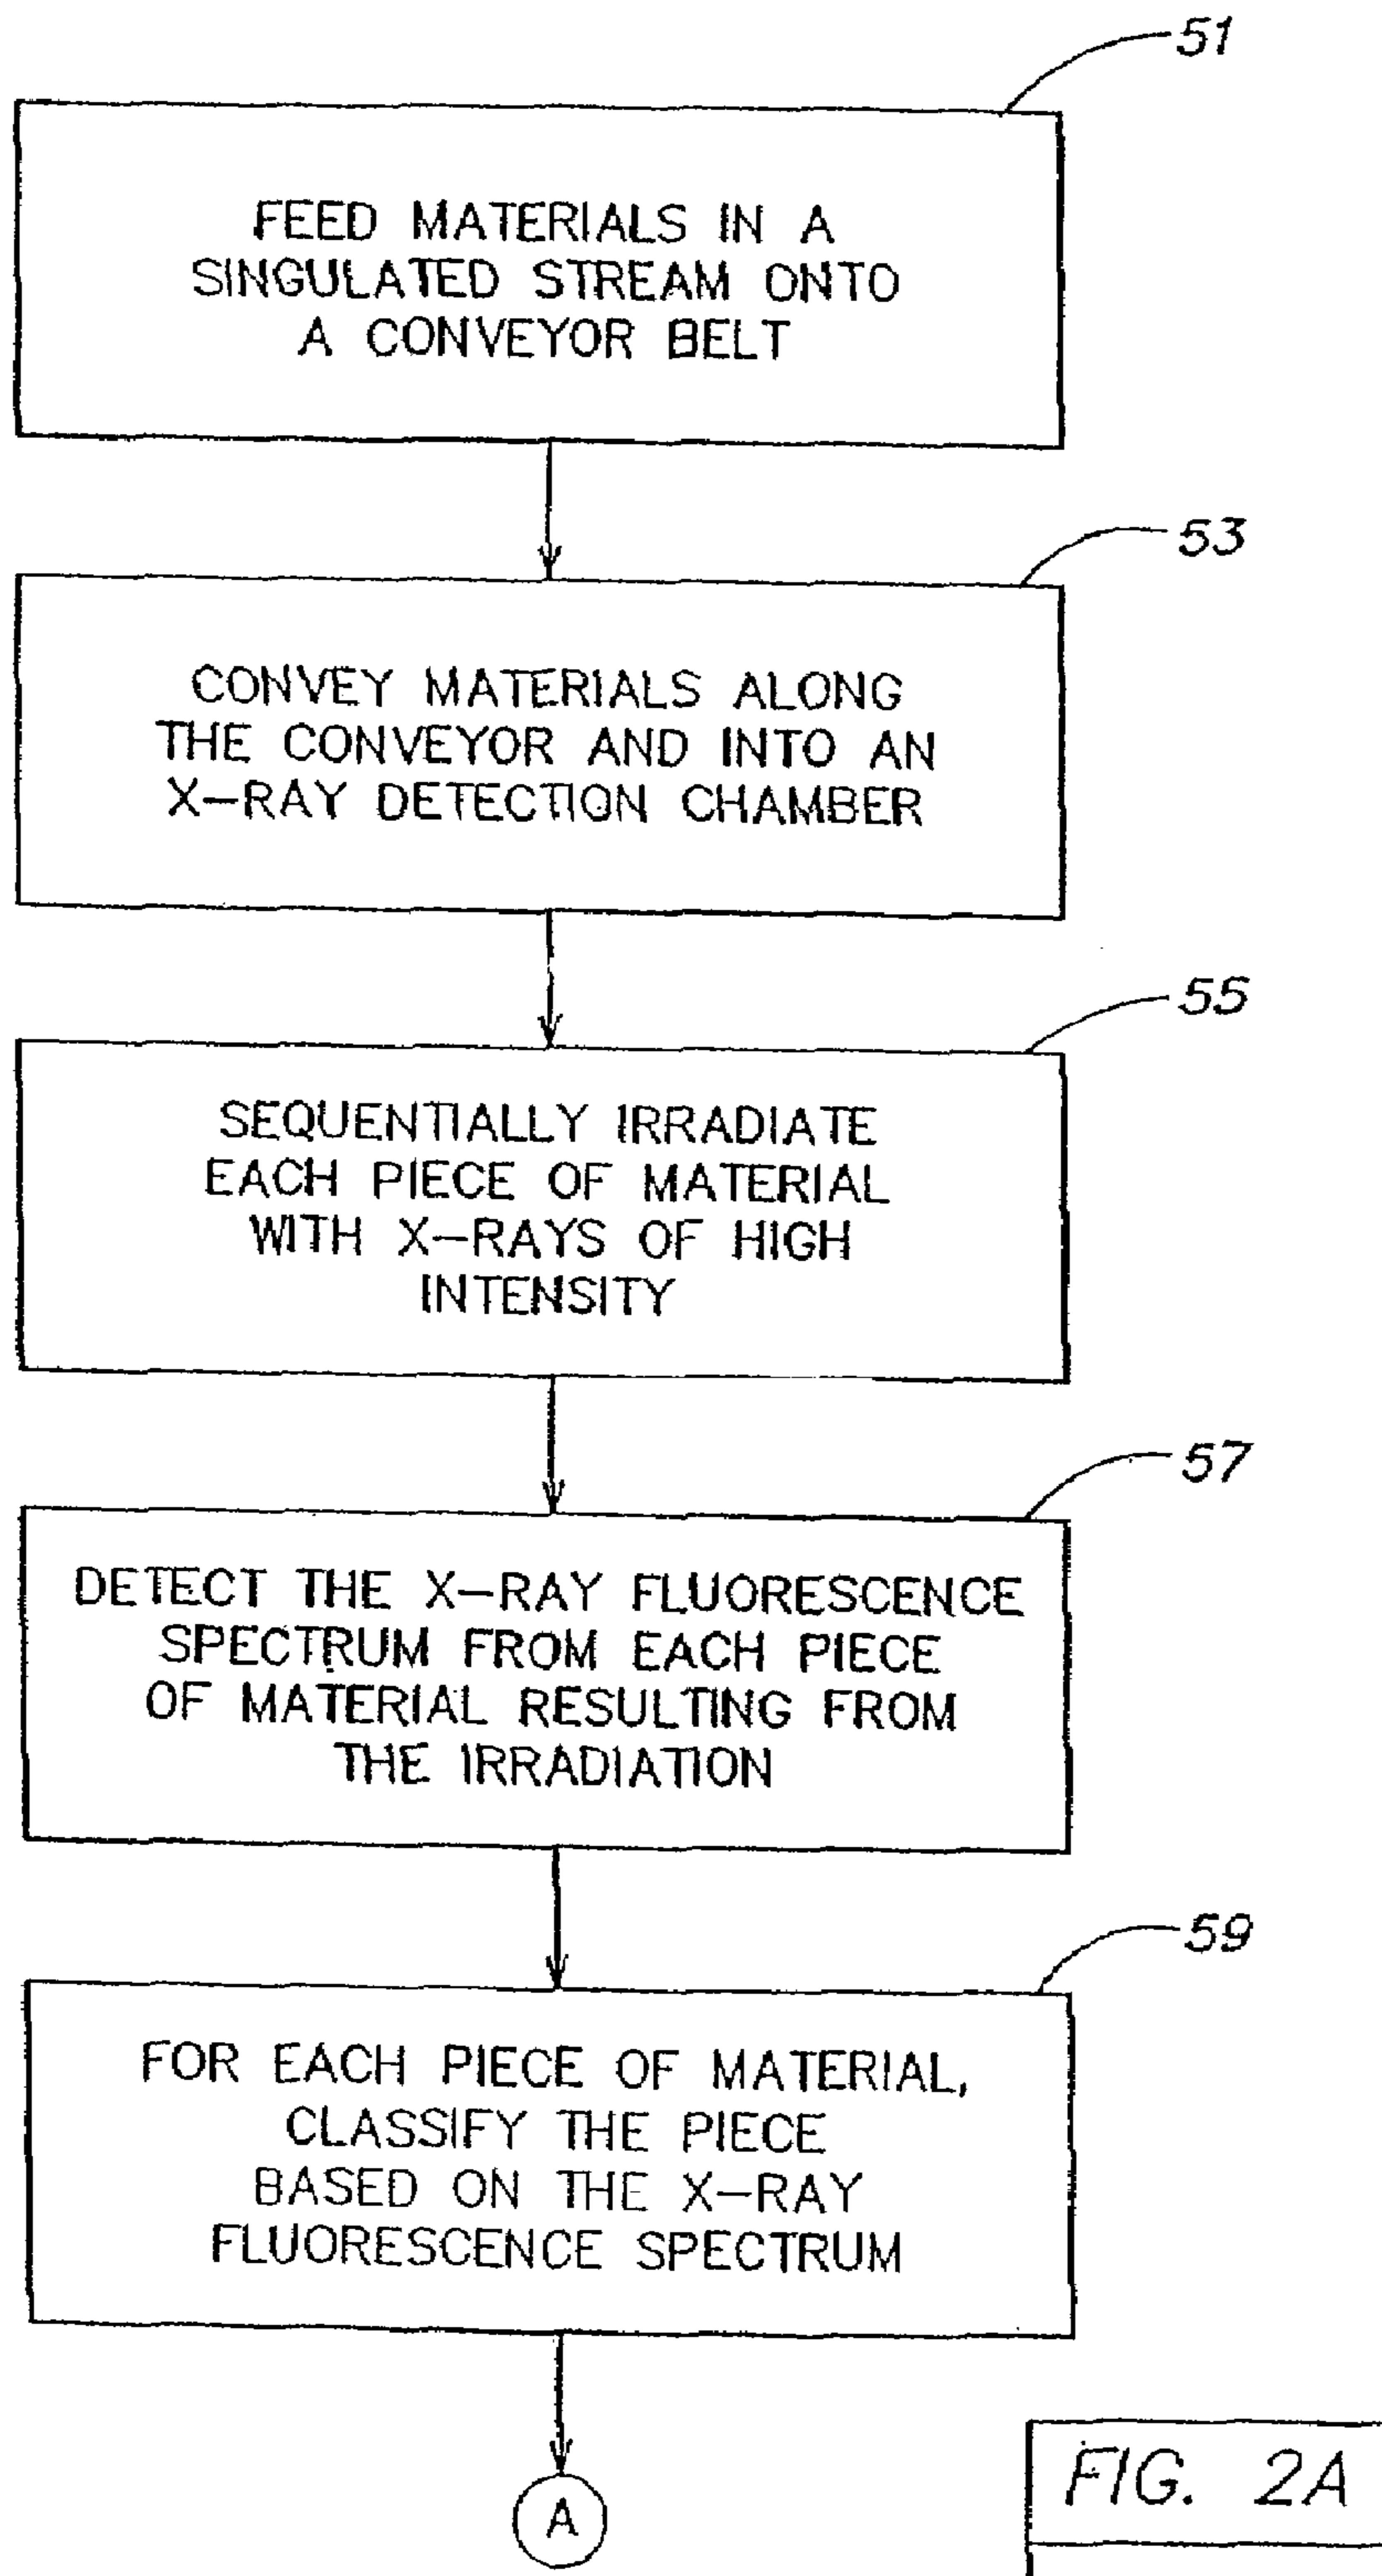 51
FEED MATERIALS IN A
SINGULATED STREAM ONTO
A CONVEYOR BELT
53
CONVEY MATERIALS ALONG
THE CONVEYOR AND INTO AN
X-RAY DETECTION CHAMBER
55
SEQUENTIALLY IRRADIATE
EACH PIECE OF MATERIAL
WITH X-RAYS OF HIGH
INTENSITY
57
DETECT THE X-RAY FLUORESCENCE
SPECTRUM FROM EACH PIECE
OF MATERIAL RESULTING FROM
THE IRRADIATION
59
FOR EACH PIECE OF MATERIAL,
CLASSIFY THE PIECE
BASED ON THE X-RAY
FLUORESCENCE SPECTRUM
A
FIG. 2A